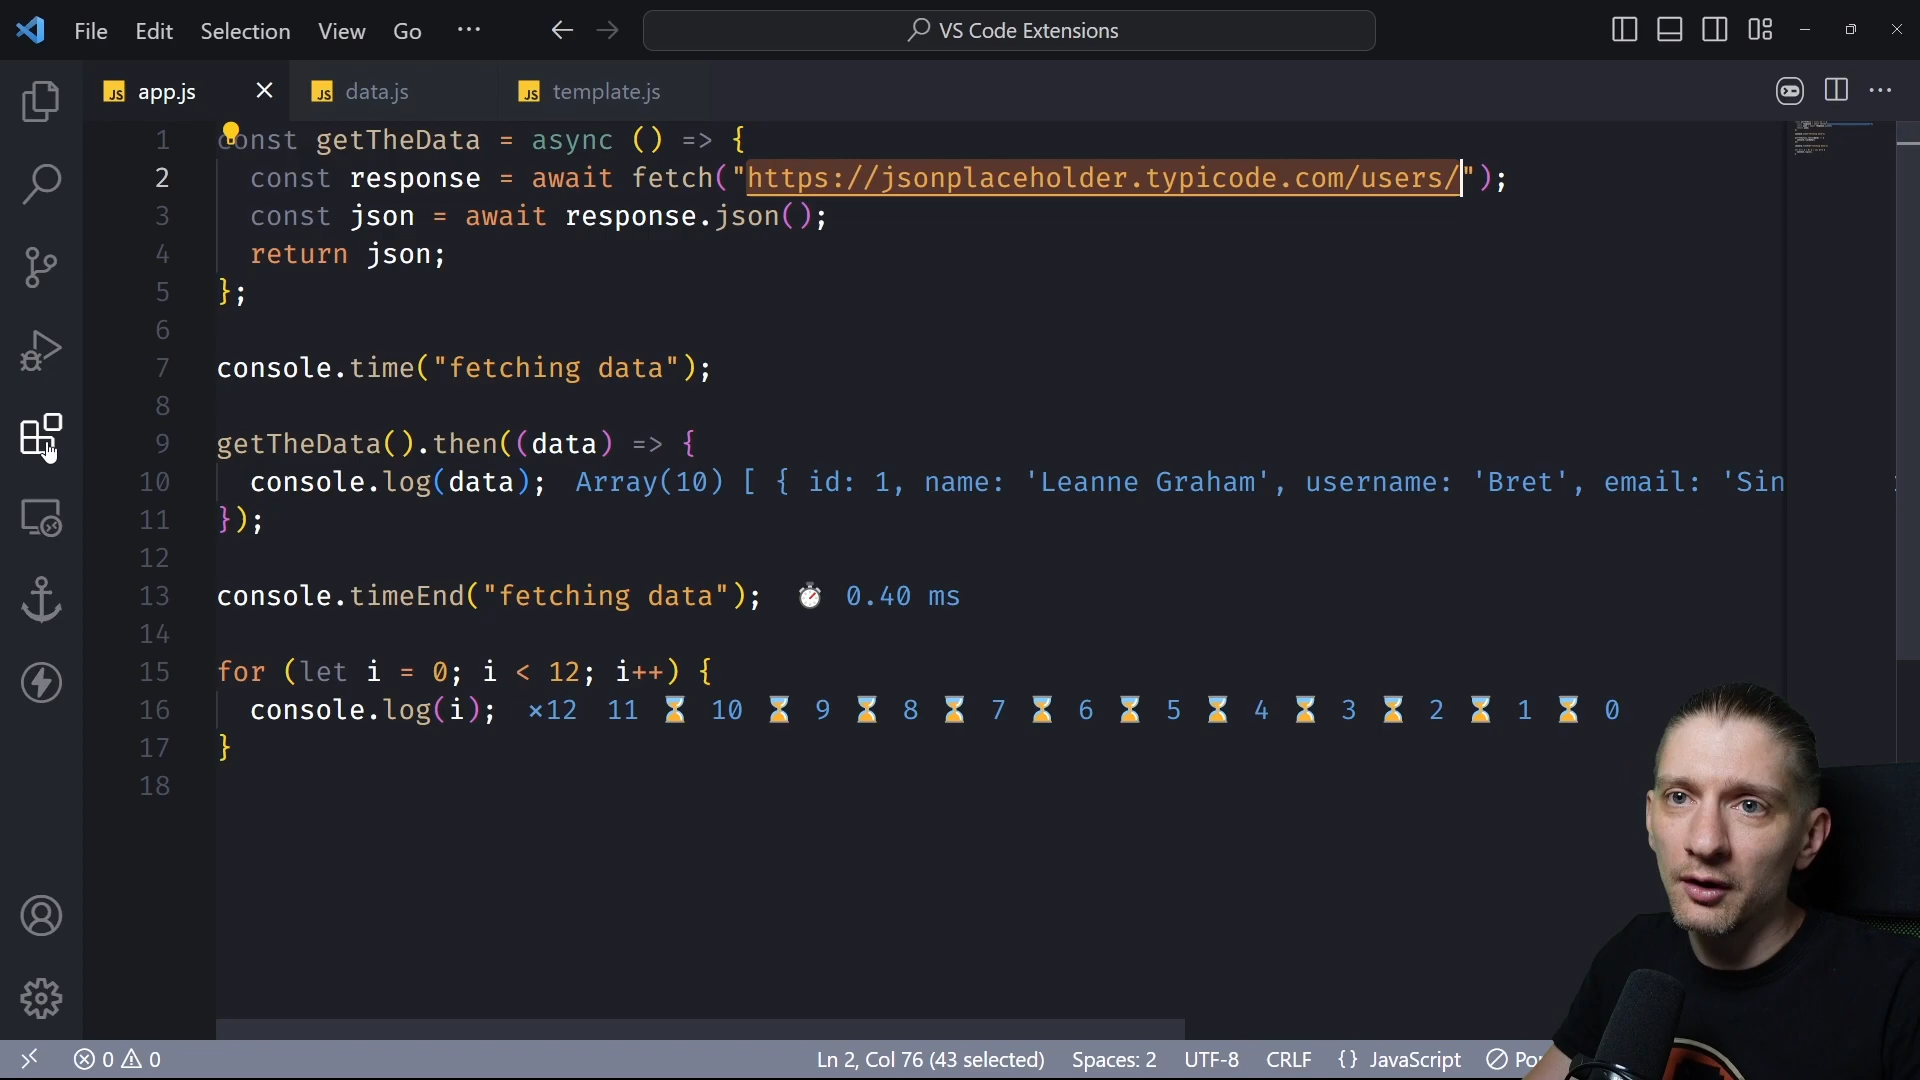 File Edit Selection View Go ··· VS Code Extensions
JS app.js JS data.js JS template.js
1 const getTheData = async () => {
2 const response = await fetch("https://jsonplaceholder.typicode.com/users/");
3 const json = await response.json();
4 return json;
5 };
6
7 console.time("fetching data");
8
9 getTheData().then((data) => {
10 console.log(data); Array(10) [ { id: 1, name: 'Leanne Graham', username: 'Bret', email: 'Sin
11 });
12
13 console.timeEnd("fetching data"); ⏱ 0.40 ms
14
15 for (let i = 0; i < 12; i++) {
16 console.log(i); ×12 11 ⏳ 10 ⏳ 9 ⏳ 8 ⏳ 7 ⏳ 6 ⏳ 5 ⏳ 4 ⏳ 3 ⏳ 2 ⏳ 1 ⏳ 0
17 }
18
0 0 Ln 2, Col 76 (43 selected) Spaces: 2 UTF-8 CRLF {} JavaScript